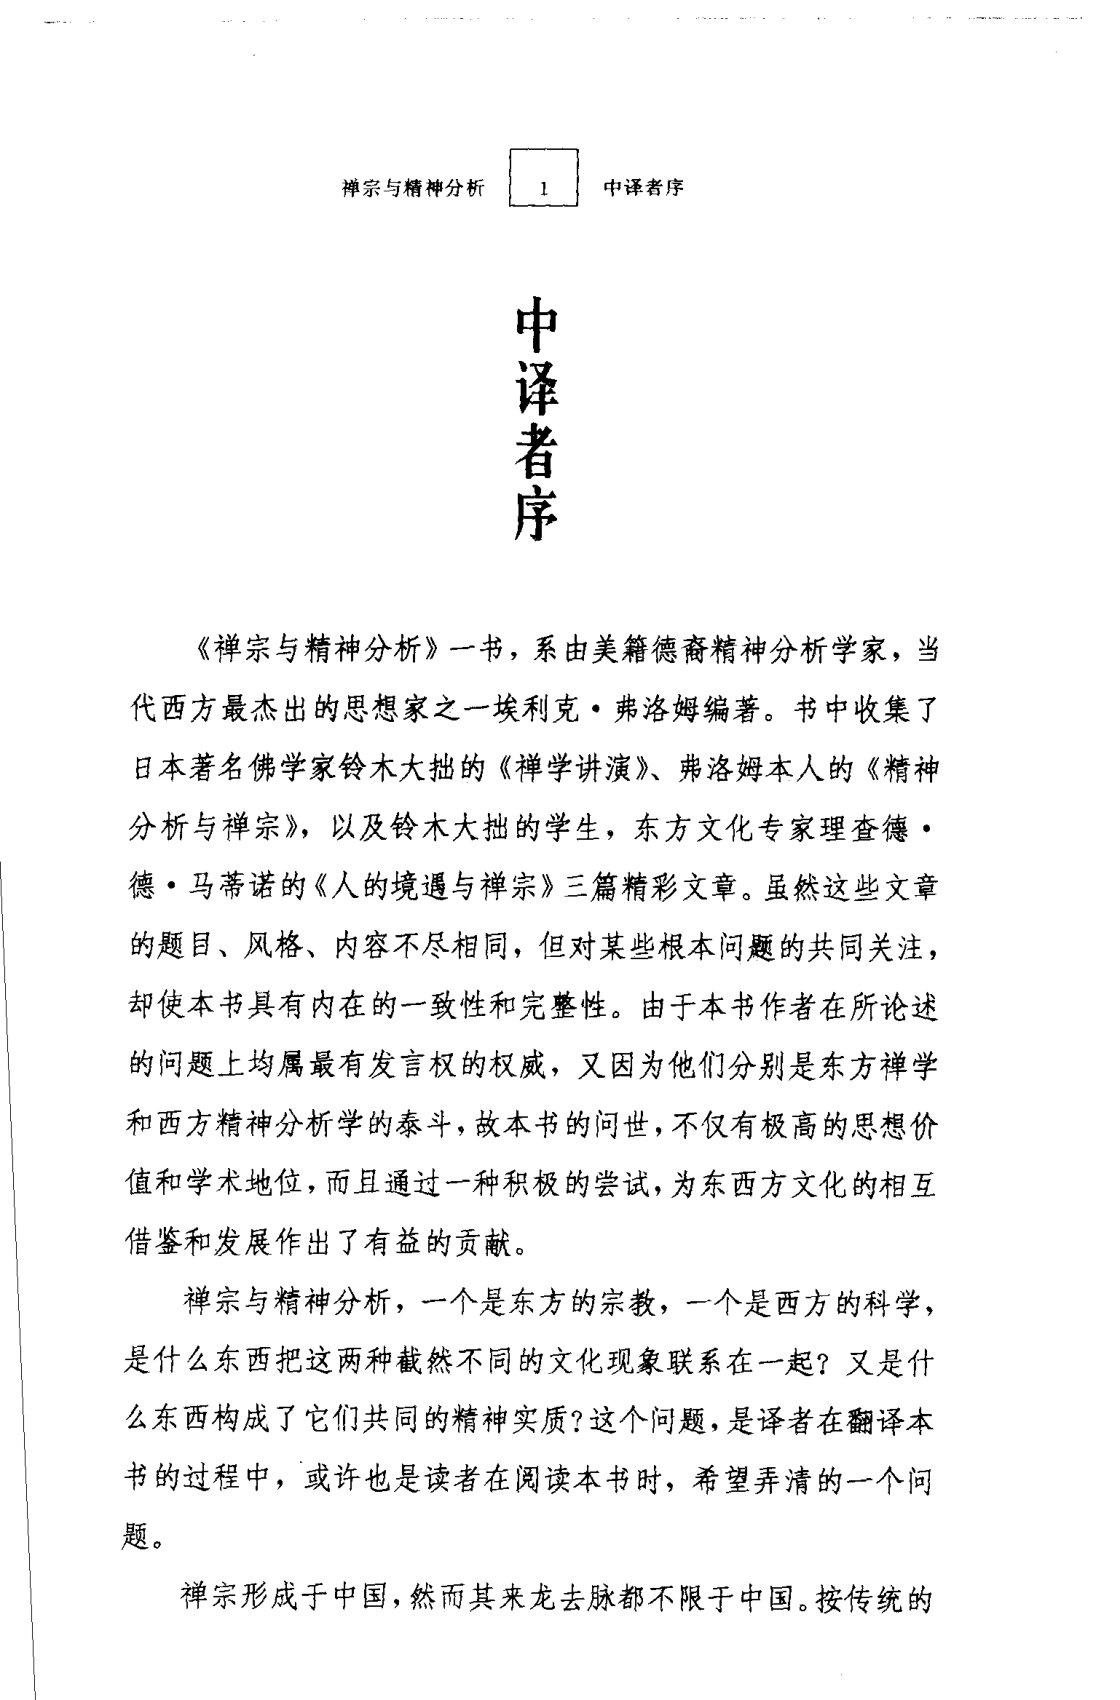 禅宗与精神分析 1 中译者序
中译者序
《禅宗与精神分析》一书，系由美籍德裔精神分析学家，当
代西方最杰出的思想家之一埃利克·弗洛姆编著。书中收集了
日本著名佛学家铃木大拙的《禅学讲演》、弗洛姆本人的《精神
分析与禅宗》，以及铃木大拙的学生，东方文化专家理查德·
德·马蒂诺的《人的境遇与禅宗》三篇精彩文章。虽然这些文章
的题目、风格、内容不尽相同，但对某些根本问题的共同关注，
却使本书具有内在的一致性和完整性。由于本书作者在所论述
的问题上均属最有发言权的权威，又因为他们分别是东方禅学
和西方精神分析学的泰斗，故本书的问世，不仅有极高的思想价
值和学术地位，而且通过一种积极的尝试，为东西方文化的相互
借鉴和发展作出了有益的贡献。
禅宗与精神分析，一个是东方的宗教，一个是西方的科学，
是什么东西把这两种截然不同的文化现象联系在一起？又是什
么东西构成了它们共同的精神实质？这个问题，是译者在翻译本
书的过程中，或许也是读者在阅读本书时，希望弄清的一个问
题。
禅宗形成于中国，然而其来龙去脉都不限于中国。按传统的